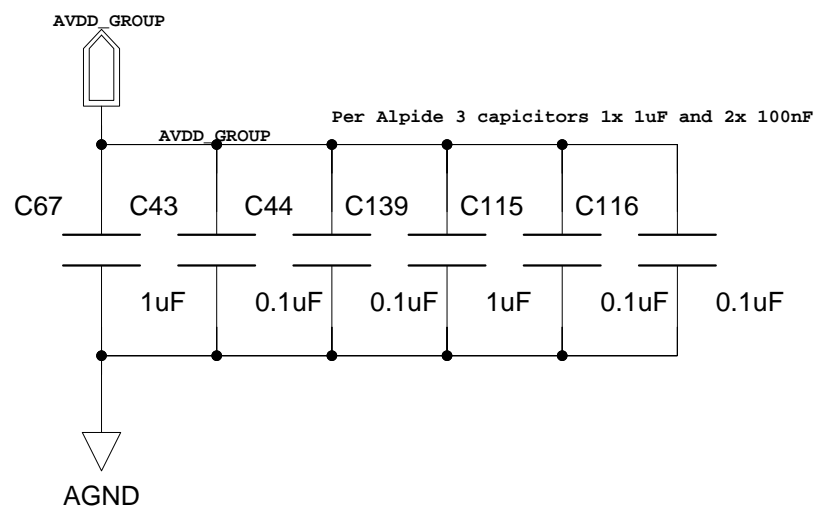 AVDD_GROUP
Per Alpide 3 capicitors 1x 1uF and 2x 100nF
AVDD_GROUP
C67 C43 C44 C139 C115 C116
1uF 0.1uF 0.1uF 1uF 0.1uF 0.1uF
AGND